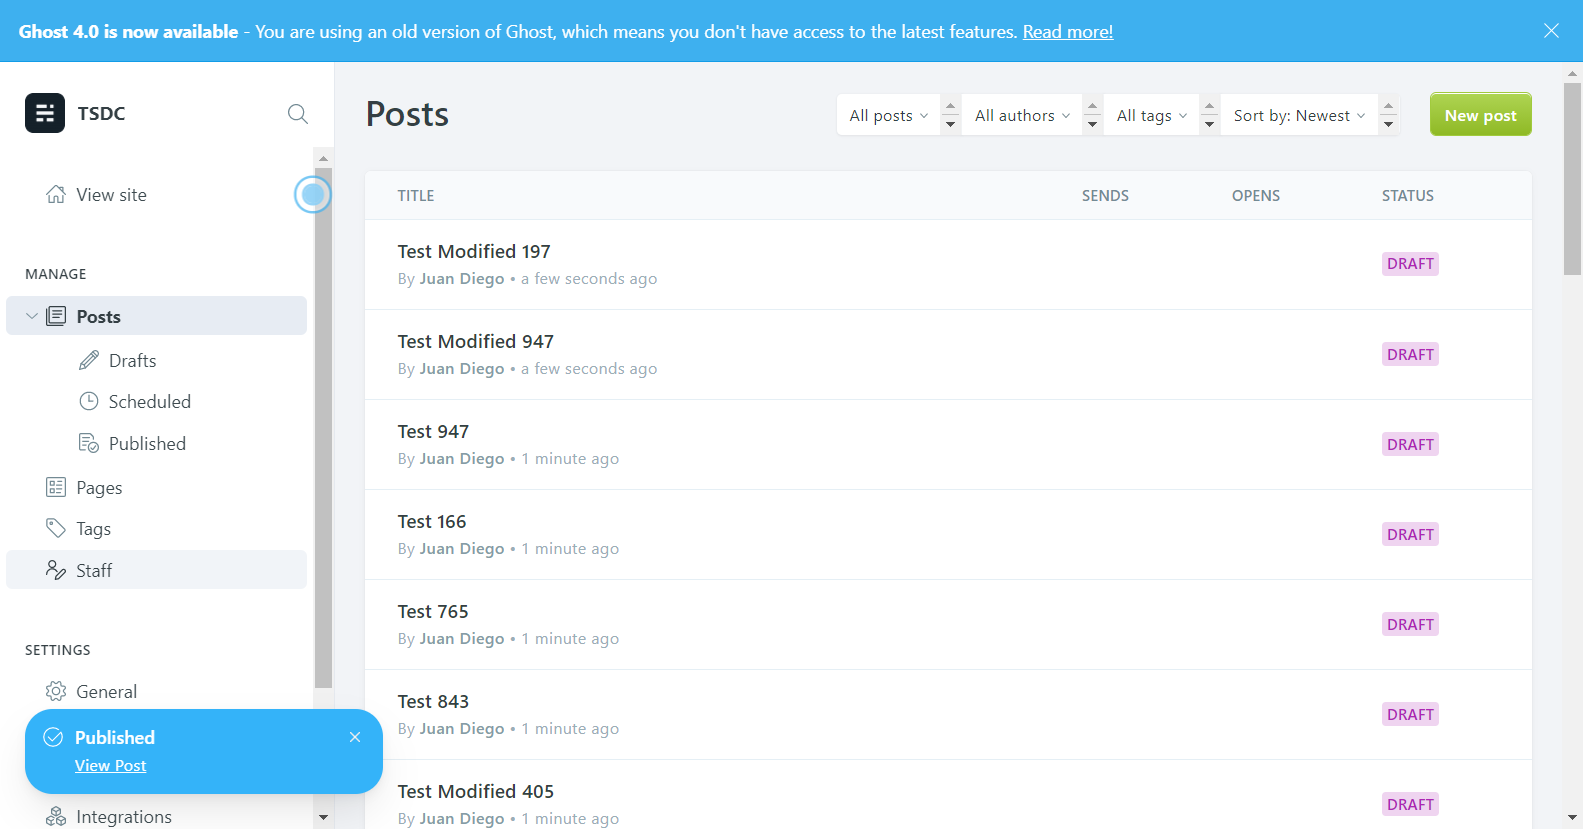 Ghost 4.0 is now available - You are using an old version of Ghost, which means you don't have access to the latest features. Read more!
TSDC
View site
MANAGE
Posts
Drafts
Scheduled
Published
Pages
Tags
Staff
SETTINGS
General
Published
View Post
Integrations
Posts
All posts
All authors
All tags
Sort by: Newest
New post
TITLE SENDS OPENS STATUS
Test Modified 197
By Juan Diego • a few seconds ago
DRAFT
Test Modified 947
By Juan Diego • a few seconds ago
DRAFT
Test 947
By Juan Diego • 1 minute ago
DRAFT
Test 166
By Juan Diego • 1 minute ago
DRAFT
Test 765
By Juan Diego • 1 minute ago
DRAFT
Test 843
By Juan Diego • 1 minute ago
DRAFT
Test Modified 405
By Juan Diego • 1 minute ago
DRAFT